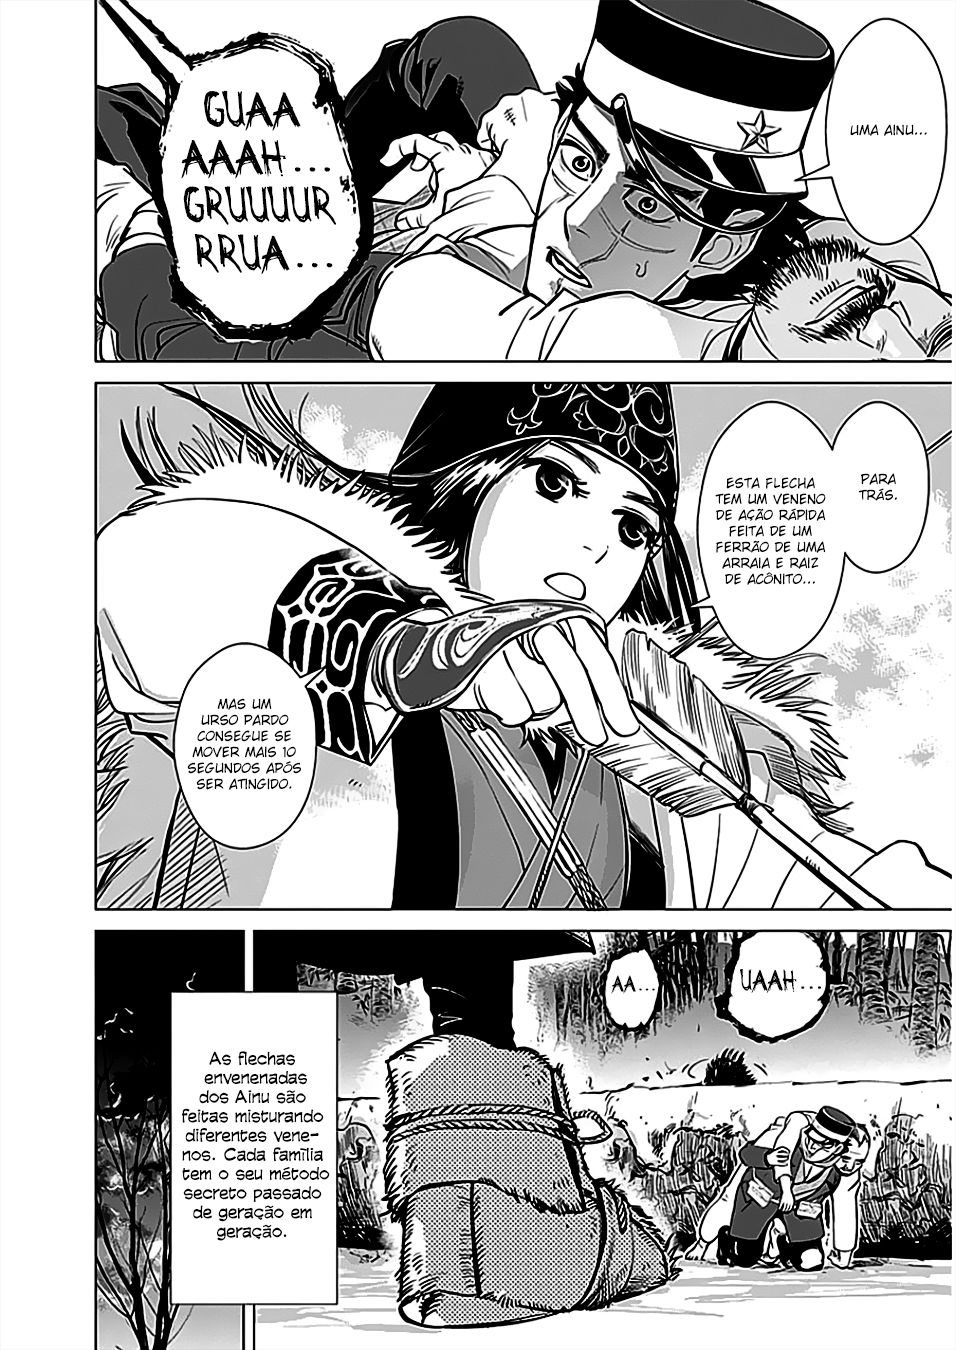 UMA AINU...
GUAA
AAAH...
GRUUUUR
RRUA...
PARA
TRÁS.
ESTA FLECHA
TEM UM VENENO
DE AÇÃO RÁPIDA
FEITA DE UM
FERRÃO DE UMA
ARRAIA E RAIZ
DE ACÔNITO...
MAS UM
URSO PARDO
CONSEGUE SE
MOVER MAIS 10
SEGUNDOS APÓS
SER ATINGIDO.
UAAH...
AA...
As flechas
envenenadas
dos Ainu são
feitas misturando
diferentes vene-
nos. Cada família
tem o seu método
secreto passado
de geração em
geração.